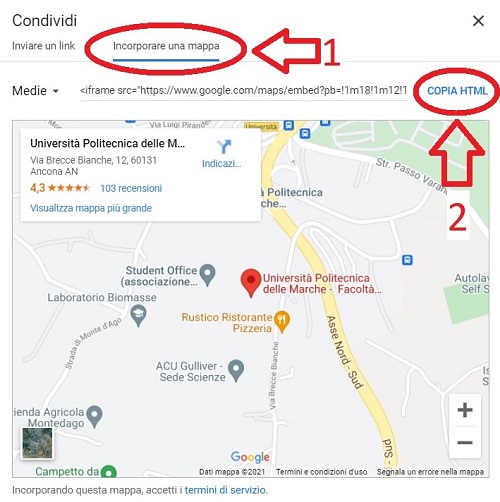 Condividi
Inviare un link
Incorporare una mappa
1
Medie
<iframe src="https://www.google.com/maps/embed?pb=!1m18!1m12!1
COPIA HTML
2
Via Luigi Pirand
Università
Università Politecnica delle M...
Via Brecce Bianche, 12, 60131
Ancona AN
4,3
103 recensioni
Visualizza mappa più grande
Indicazi...
Politecnica
Str. Passo Varan
Student Office
(associazione...
Università Politecnica
delle Marche - Facoltà...
Autolav
Self S
Laboratorio Biomasse
Rustico Ristorante
Pizzeria
Strada di Monte d'Ago
Asse Nord - Sud
Via Brecce Bianche
ACU Gulliver -
Sede Scienze
ienda Agricola
Montedago
Sud
Google
Campetto da
Dati mappa ©2021
Termini e condizioni d'uso
Segnala un errore nella mappa
Incorporando questa mappa, accetti i termini di servizio.